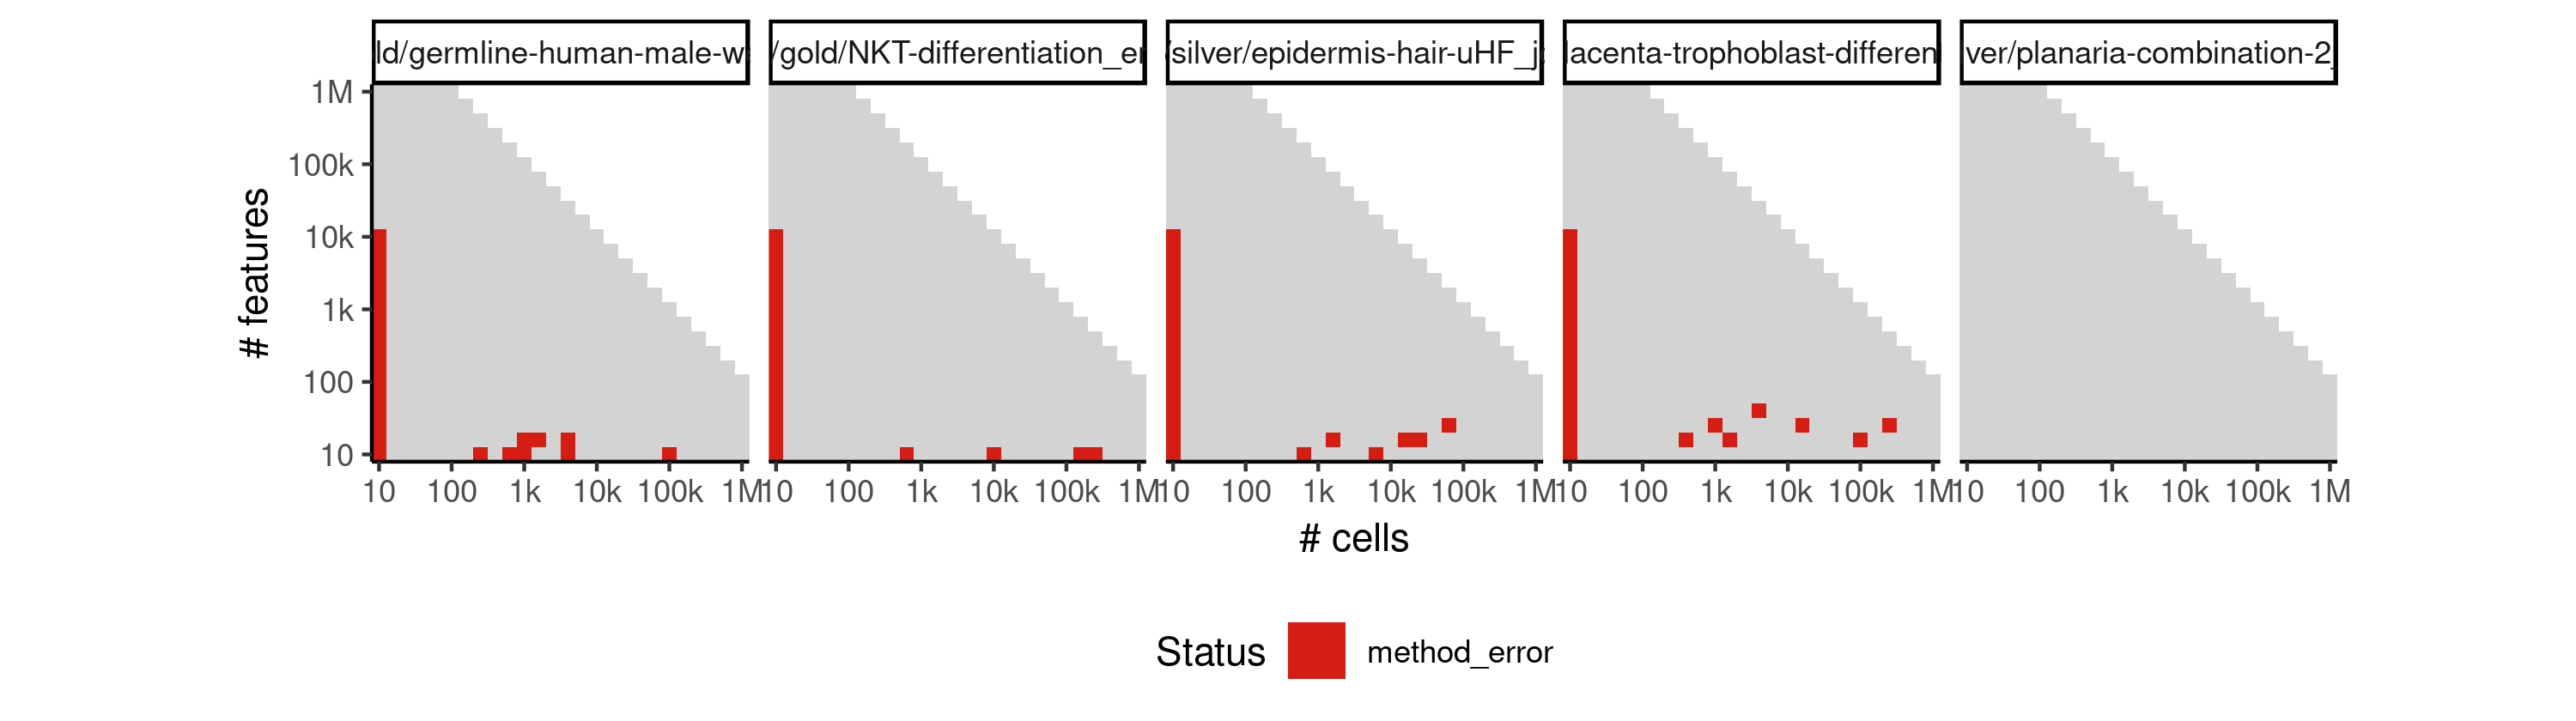 ld/germline-human-male-w
/gold/NKT-differentiation_e
/silver/epidermis-hair-uHF_j
lacenta-trophoblast-differen
ver/planaria-combination-2_
1M
100k
10k
1k
100
10
# features
10 100 1k 10k 100k 1M
10 100 1k 10k 100k 1M
10 100 1k 10k 100k 1M
10 100 1k 10k 100k 1M
10 100 1k 10k 100k 1M
# cells
Status method_error